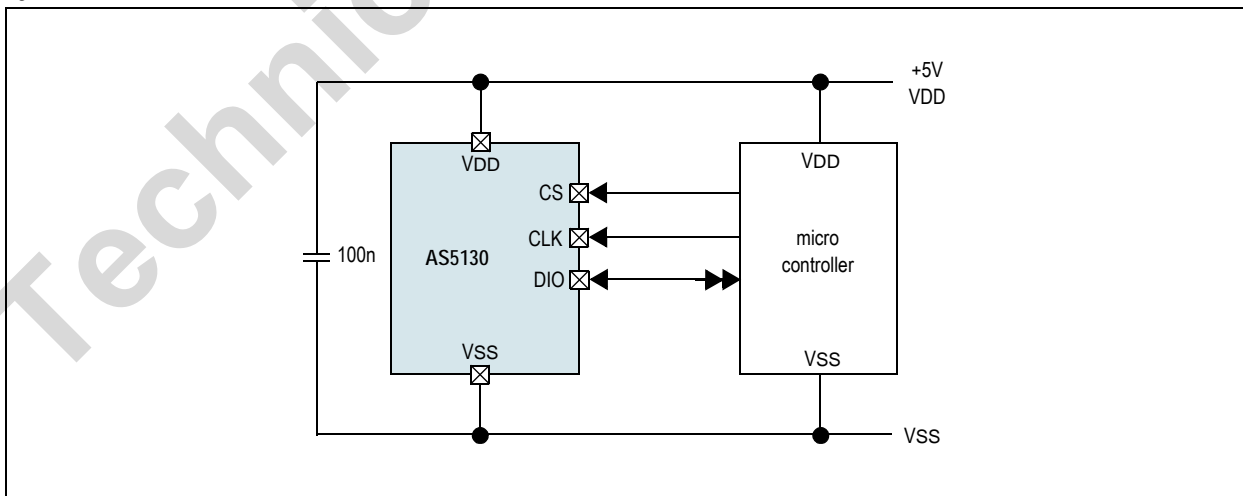 Technic
+5V
VDD
VDD
VDD
CS
CLK
micro
controller
100n
AS5130
DIO
VSS
VSS
VSS